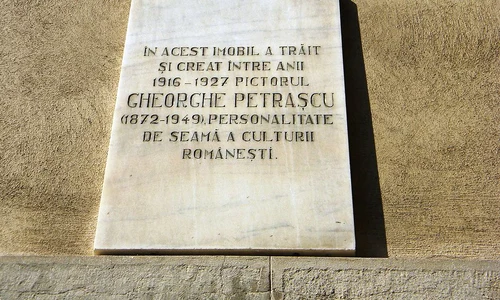 ÎN ACEST IMOBIL A TRĂIT
ȘI CREAT ÎNTRE ANII
1916-1927 PICTORUL
GHEORGHE PETRAȘCU
(1872-1949), PERSONALITATE
DE SEAMĂ A CULTURII
ROMÂNEȘTI.